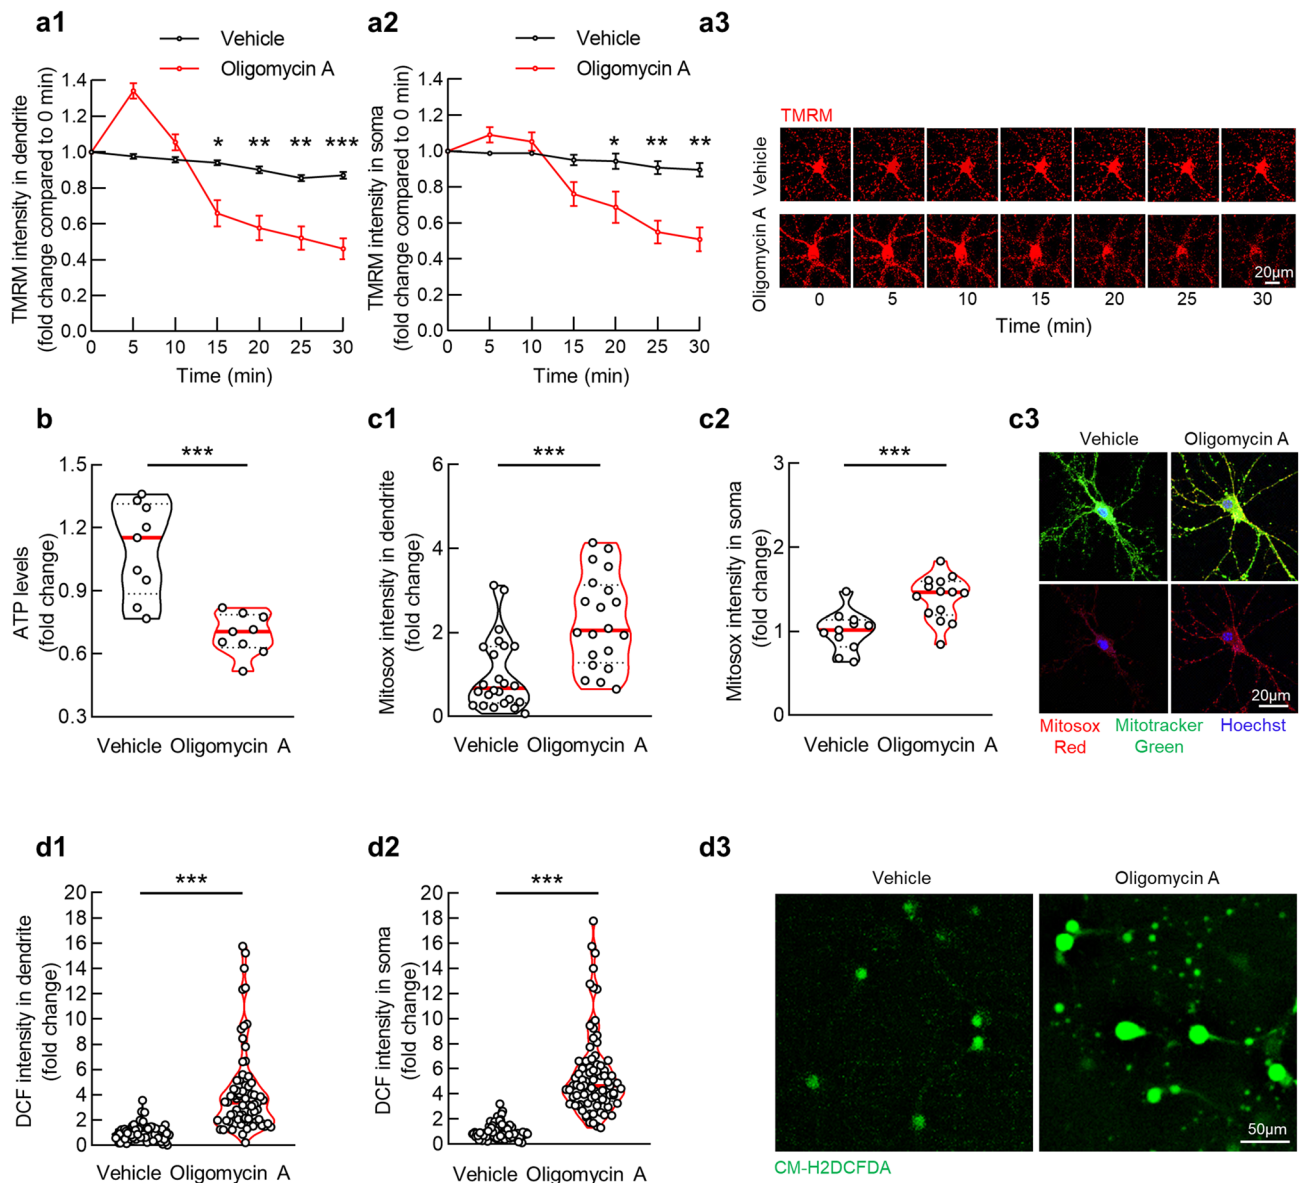 a1
Vehicle
Oligomycin A
TMRM intensity in dendrite
(fold change compared to 0 min)
1.4
1.2
1.0
0.8
0.6
0.4
0.2
0.0
* ** ** ***
0 5 10 15 20 25 30
Time (min)
a2
Vehicle
Oligomycin A
TMRM intensity in soma
(fold change compared to 0 min)
1.4
1.2
1.0
0.8
0.6
0.4
0.2
0.0
* ** **
0 5 10 15 20 25 30
Time (min)
a3
TMRM
Vehicle
Oligomycin A
20µm
0 5 10 15 20 25 30
Time (min)
b
***
ATP levels
(fold change)
1.5
1.2
0.9
0.6
0.3
Vehicle Oligomycin A
c1
***
Mitosox intensity in dendrite
(fold change)
6
4
2
0
Vehicle Oligomycin A
c2
***
Mitosox intensity in soma
(fold change)
3
2
1
0
Vehicle Oligomycin A
c3
Vehicle Oligomycin A
20µm
Mitosox Mitotracker Hoechst
Red Green
d1
***
DCF intensity in dendrite
(fold change)
20
18
16
14
12
10
8
6
4
2
0
Vehicle Oligomycin A
d2
***
DCF intensity in soma
(fold change)
20
18
16
14
12
10
8
6
4
2
0
Vehicle Oligomycin A
d3
Vehicle Oligomycin A
50µm
CM-H2DCFDA